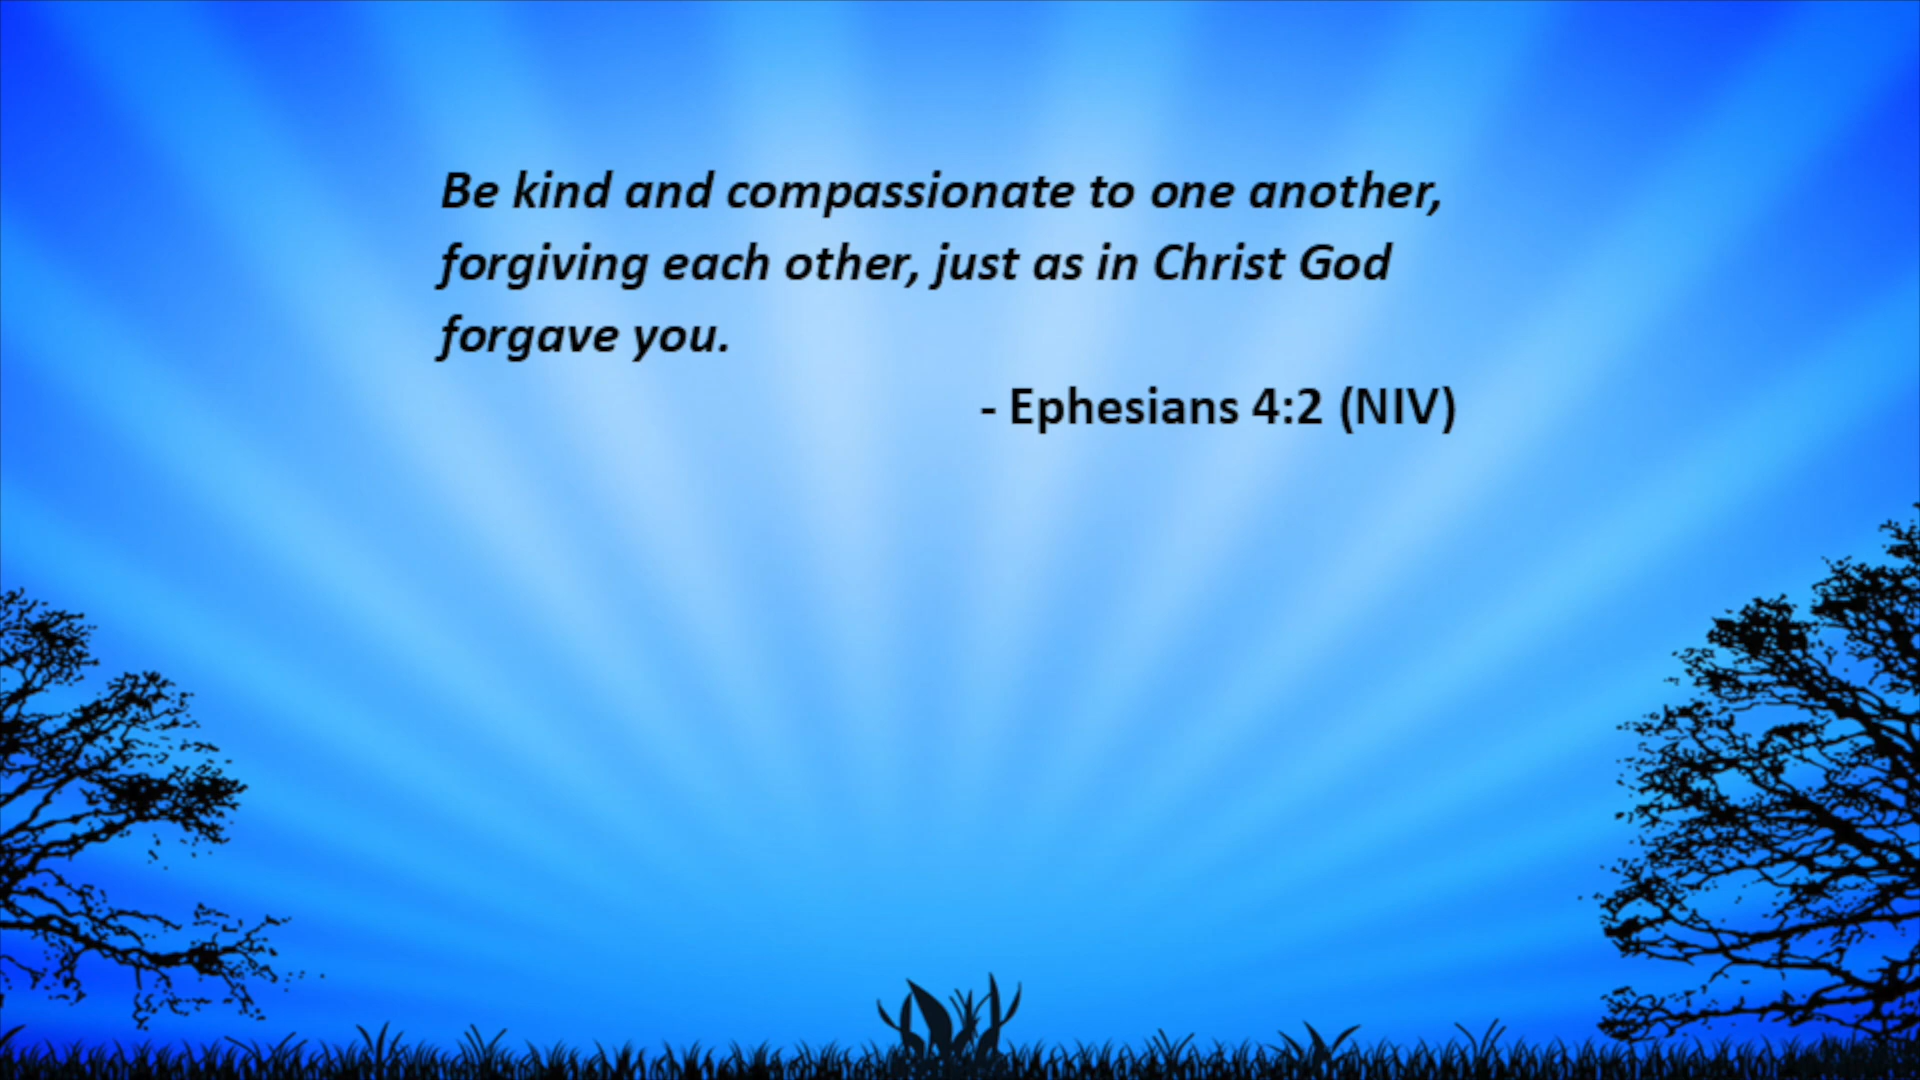 Be kind and compassionate to one another,
forgiving each other, just as in Christ God
forgave you.
- Ephesians 4:2 (NIV)